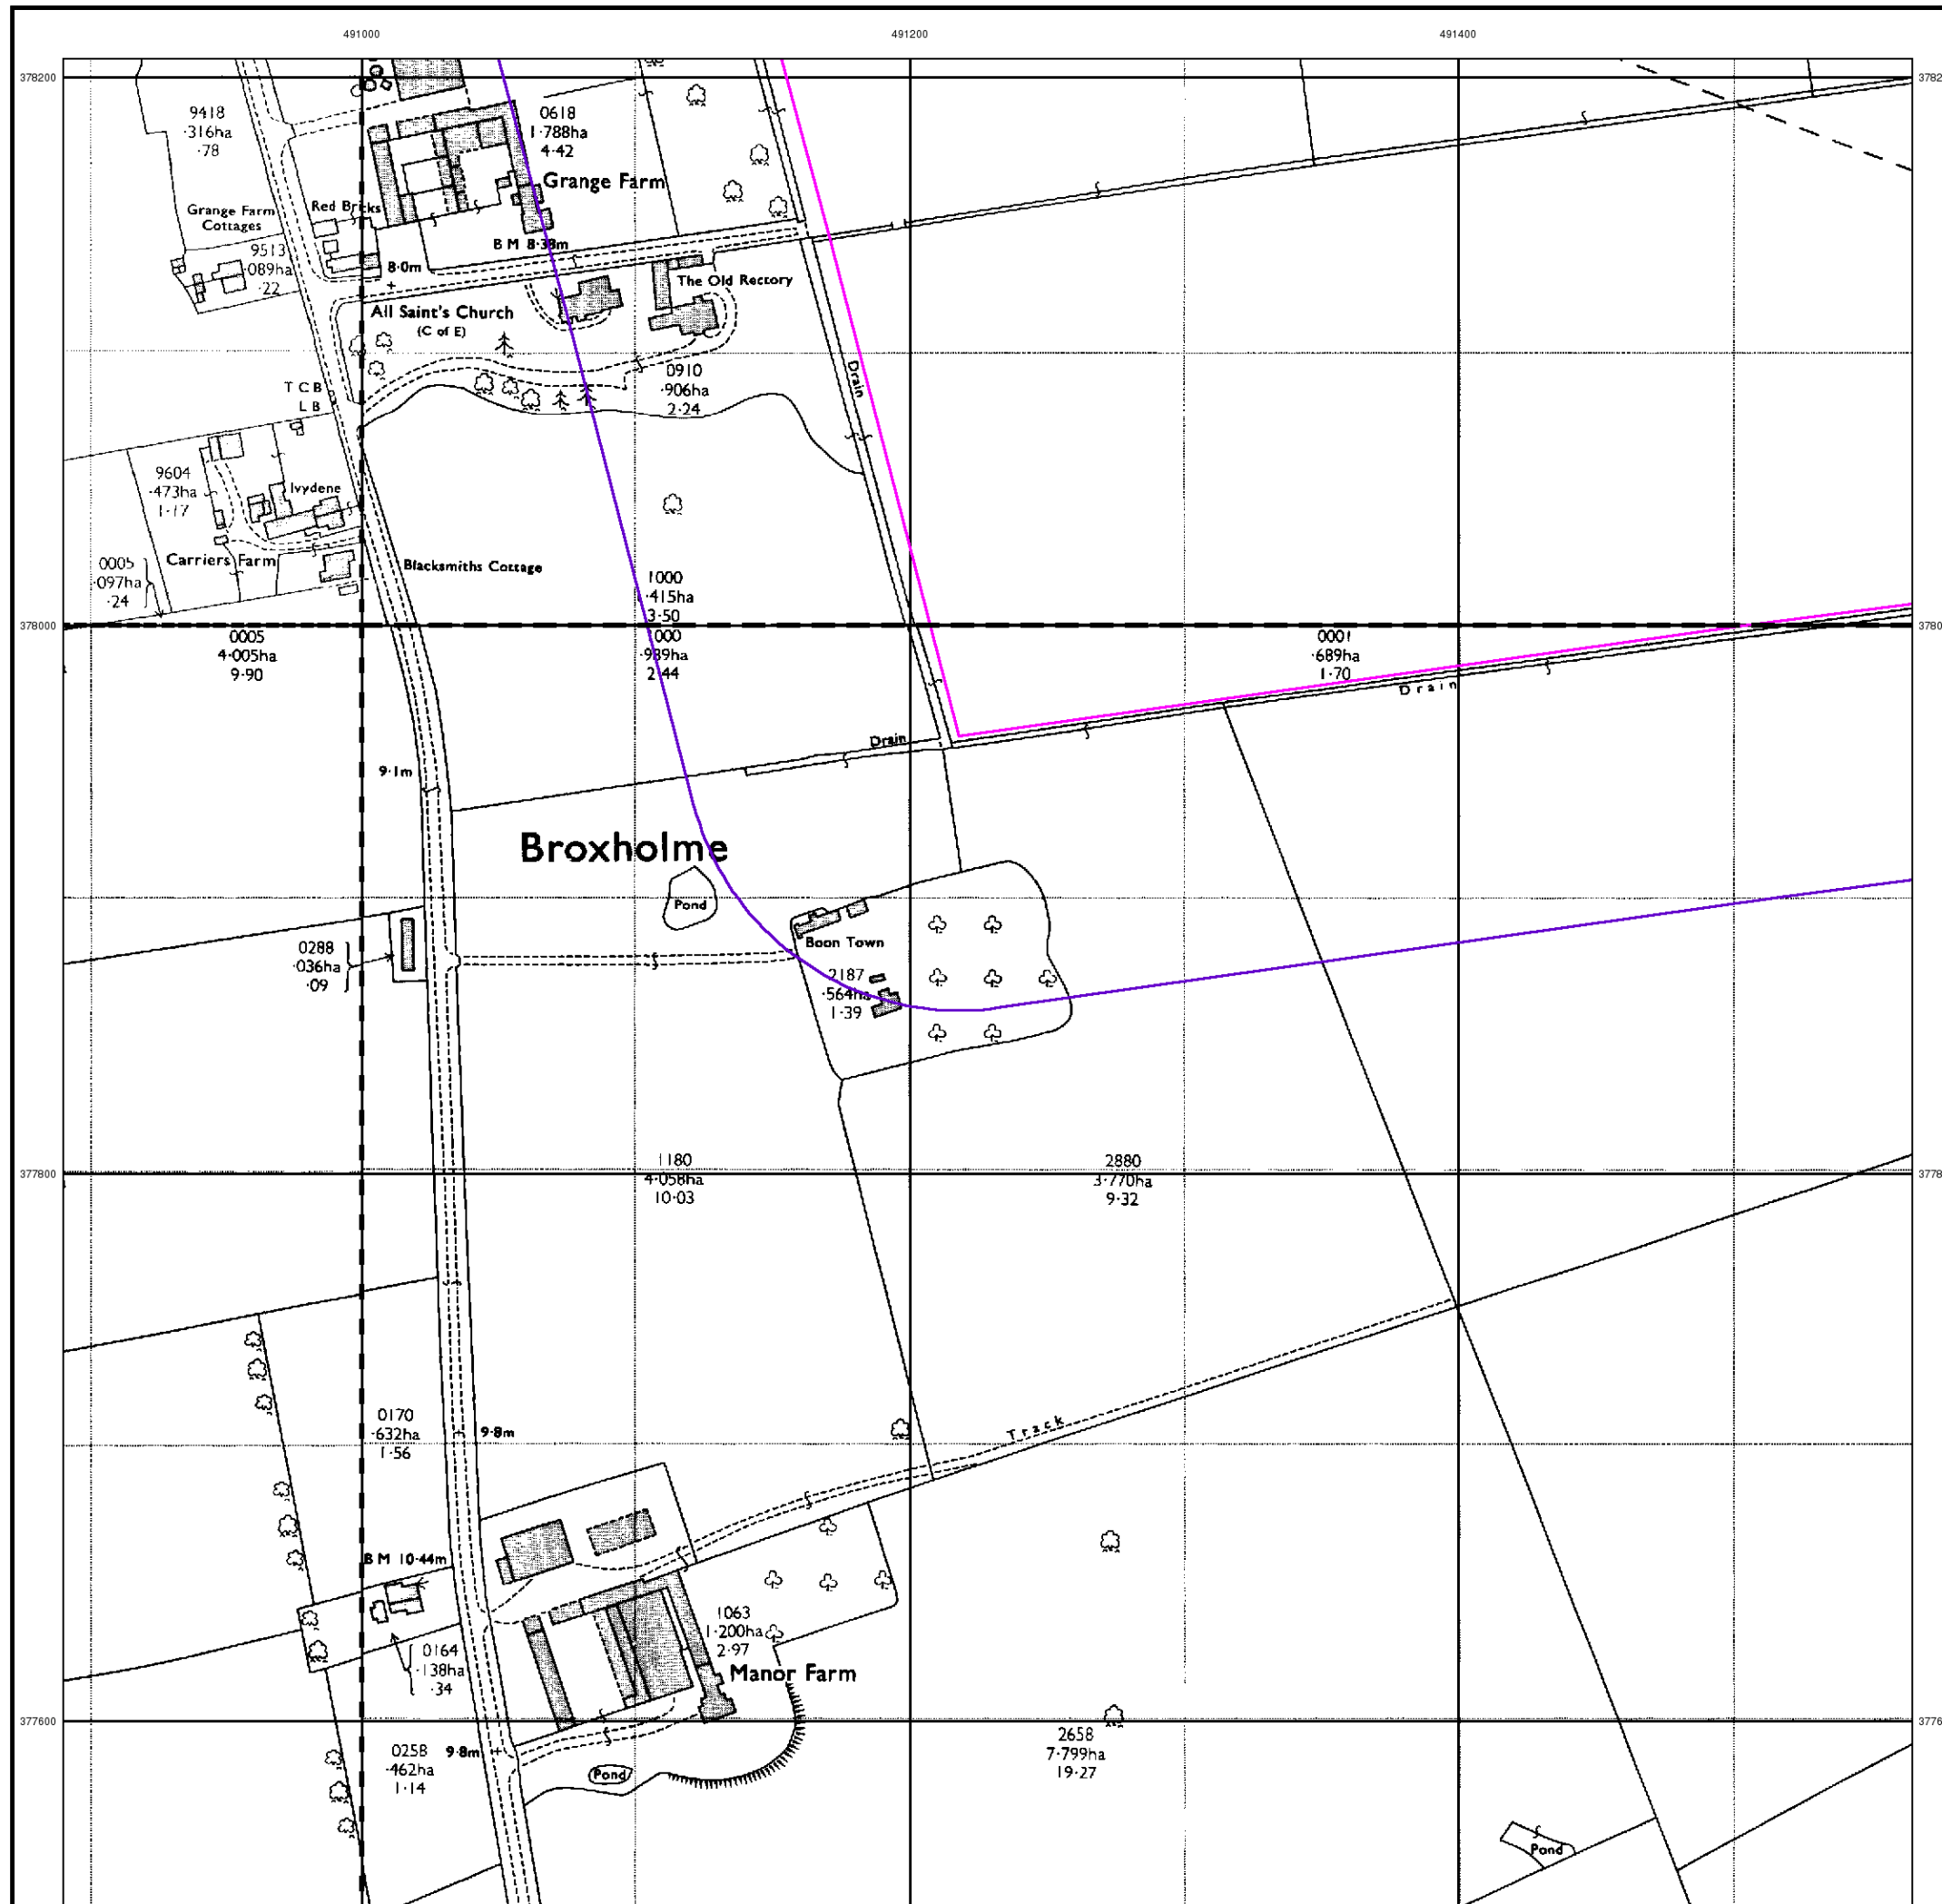 491000
491200
491400
378200
3782
9418
·316ha
·78
0618
1·788ha
4·42
Grange Farm
Grange Farm
Cottages
Red Bricks
9513
·089ha
·22
B M 8·38m
8·0m
The Old Rectory
All Saint's Church
(C of E)
T C B
L B
0910
·906ha
2·24
Drain
9604
·473ha
1·17
Ivydene
Carriers Farm
Blacksmiths Cottage
0005
·097ha
·24
1000
·415ha
3·50
378000
3780
0005
4·005ha
9·90
000
·989ha
2·44
0001
·689ha
1·70
Drain
Drain
9·1m
Broxholme
Pond
Boon Town
0288
·036ha
·09
2187
·564ha
1·39
377800
3778
1180
4·058ha
10·03
2880
3·770ha
9·32
0170
·632ha
1·56
9·8m
Track
B M 10·44m
1063
1·200ha
2·97
0164
·138ha
·34
Manor Farm
377600
3776
0258
·462ha
1·14
9·8m
Pond
2658
7·799ha
19·27
Pond